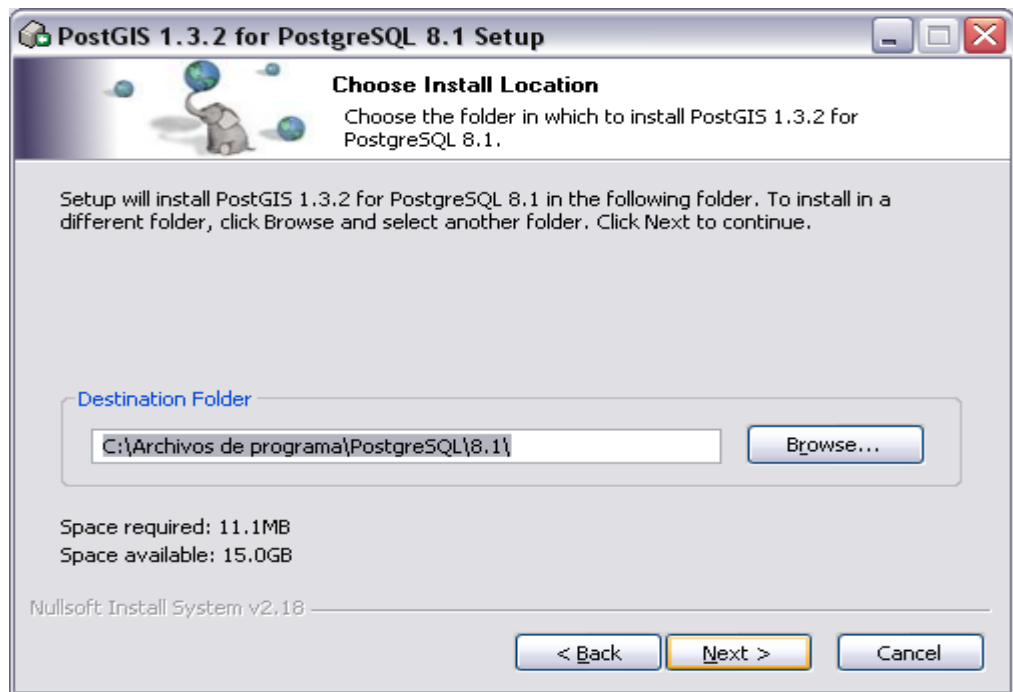 PostGIS 1.3.2 for PostgreSQL 8.1 Setup
Choose Install Location
Choose the folder in which to install PostGIS 1.3.2 for
PostgreSQL 8.1.
Setup will install PostGIS 1.3.2 for PostgreSQL 8.1 in the following folder. To install in a
different folder, click Browse and select another folder. Click Next to continue.
Destination Folder
C:\Archivos de programa\PostgreSQL\8.1\
Browse...
Space required: 11.1MB
Space available: 15.0GB
Nullsoft Install System v2.18
< Back
Next >
Cancel